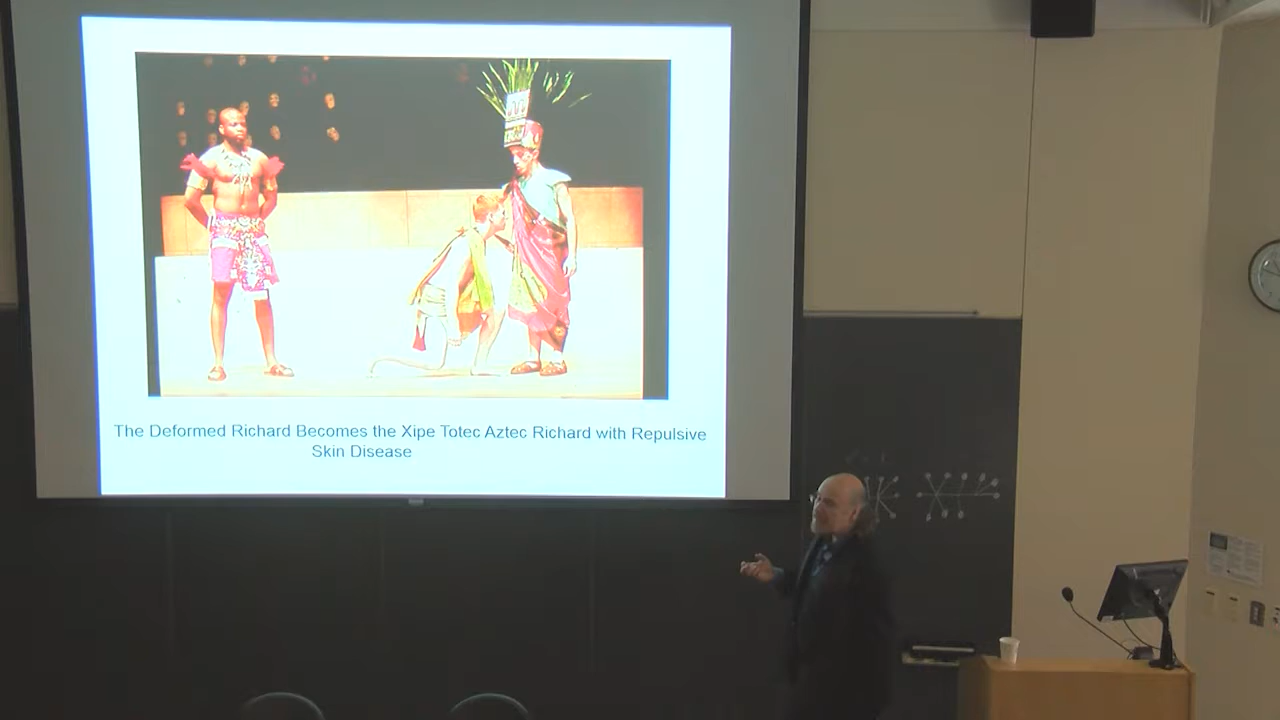 The Deformed Richard Becomes the Xipe Totec Aztec Richard with Repulsive
Skin Disease